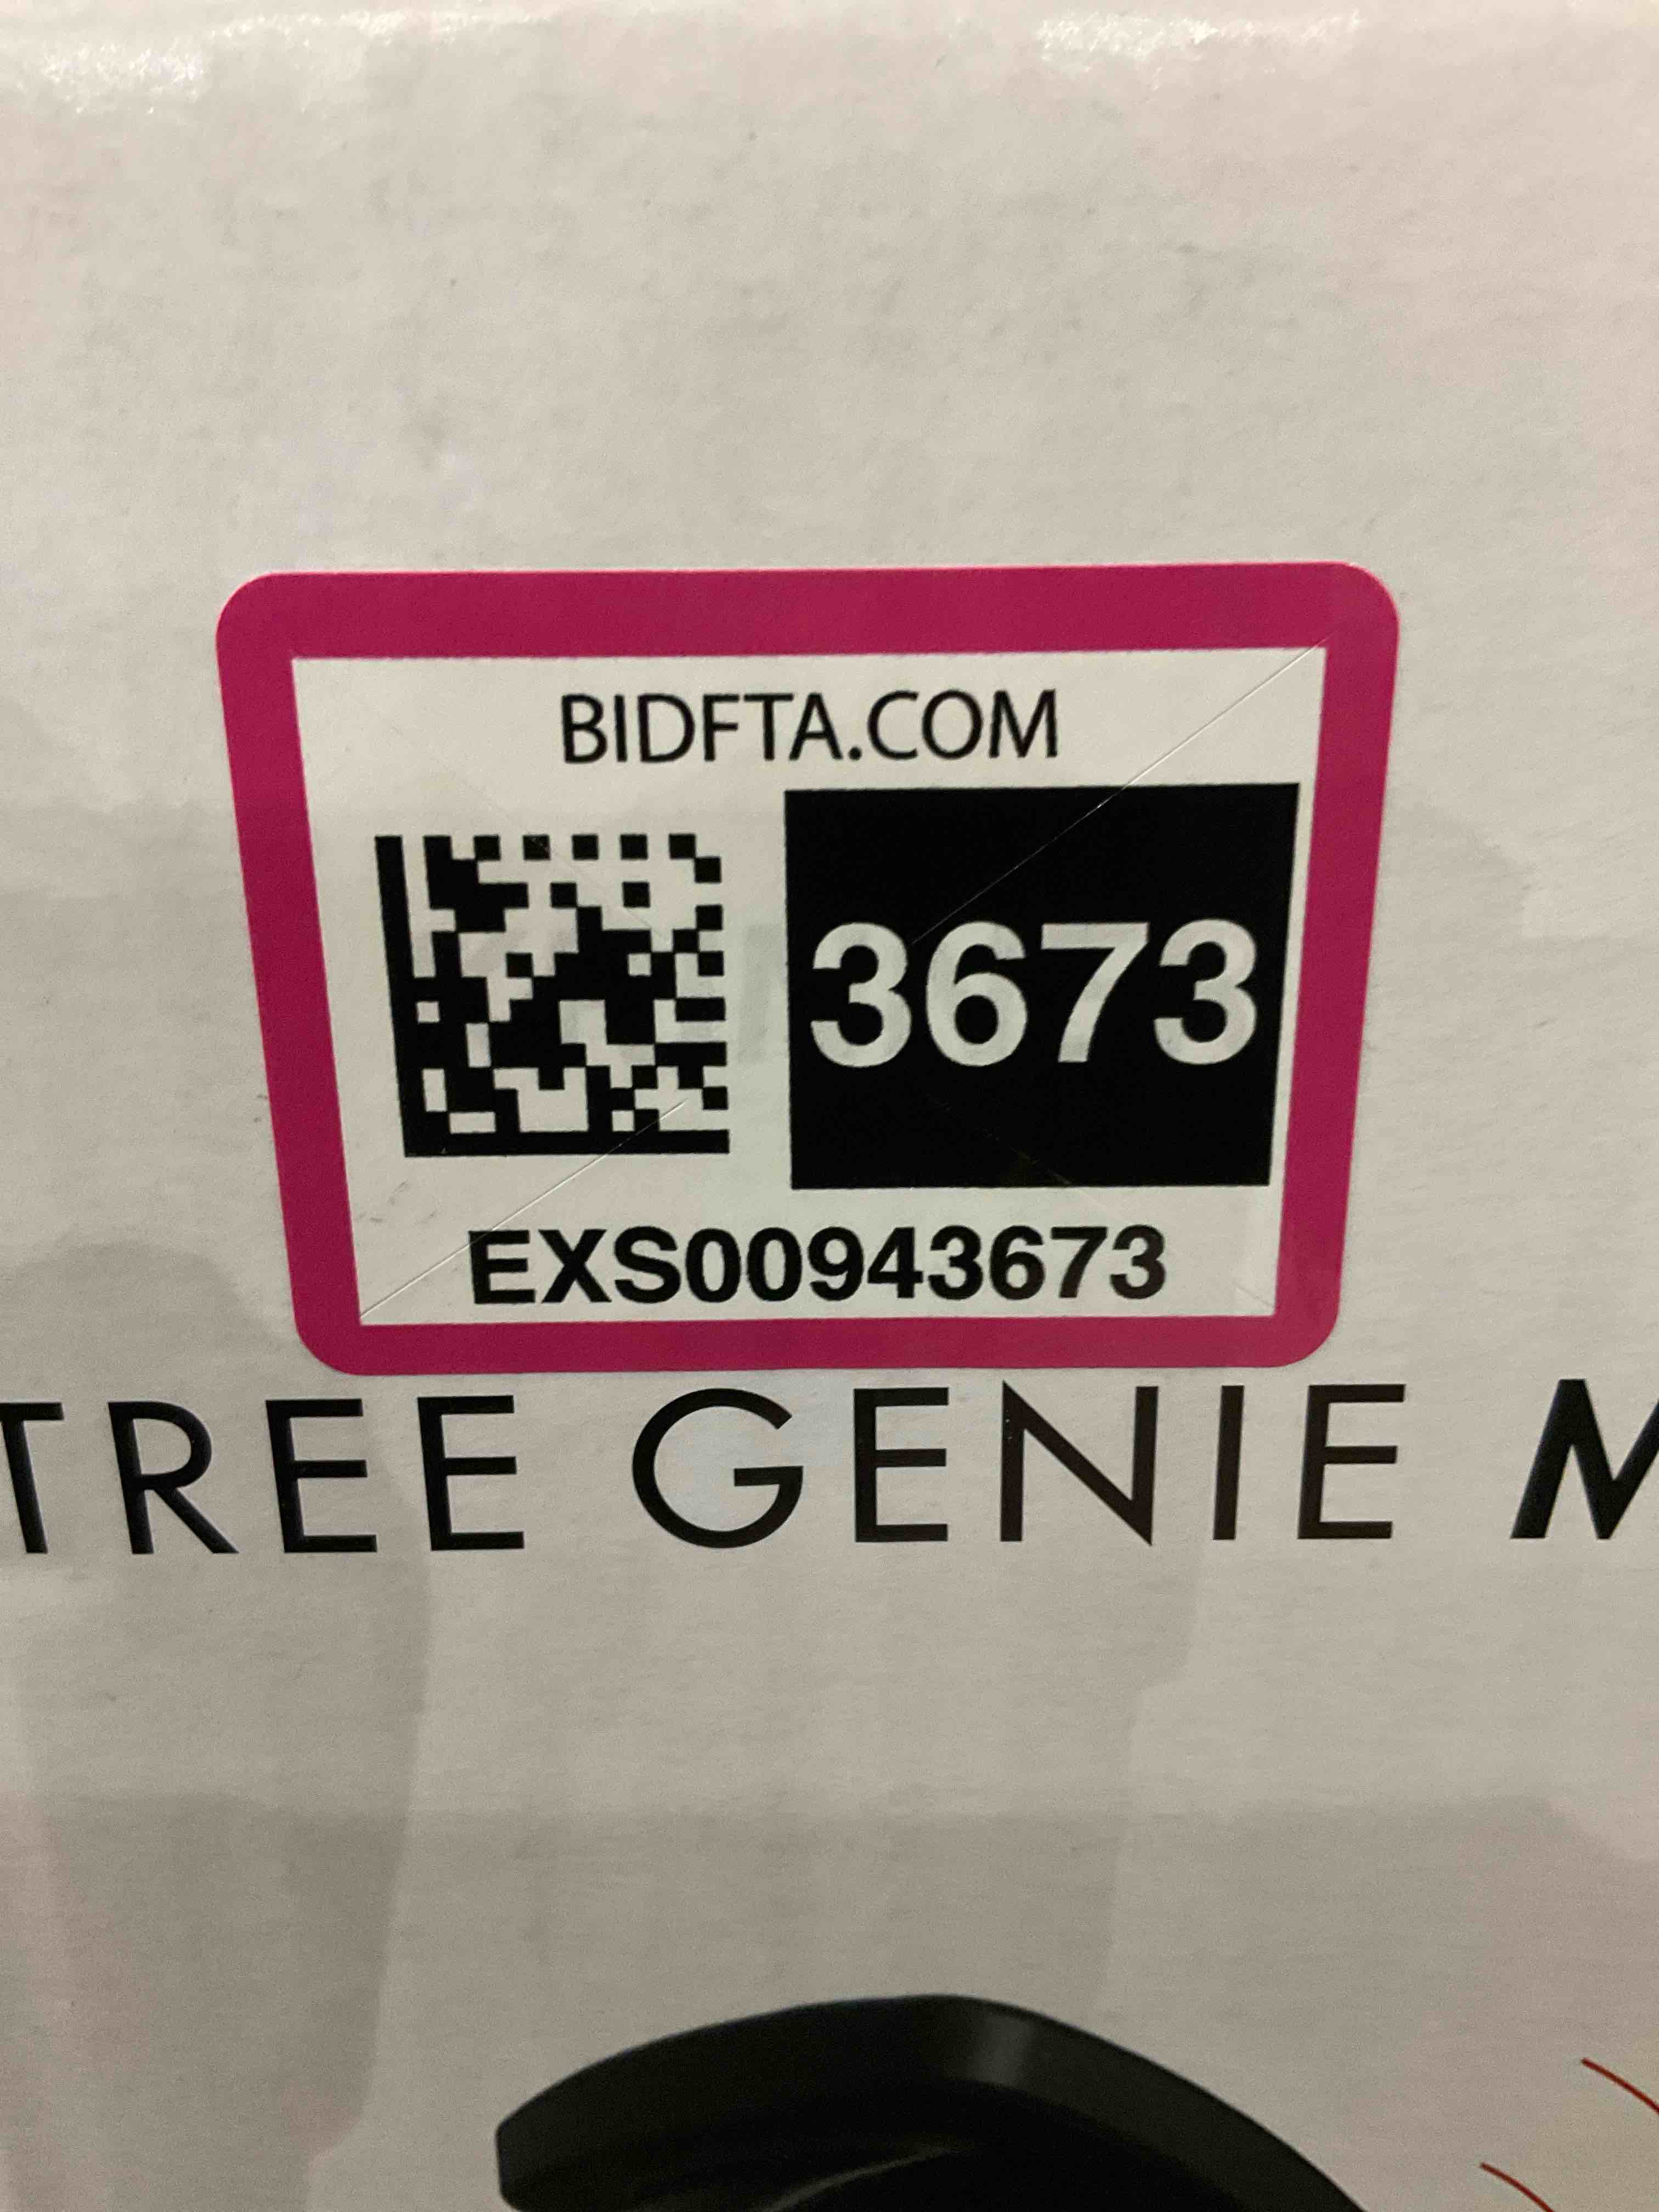 BIDFTA.COM
3673
EXS00943673
TREE GENIE M